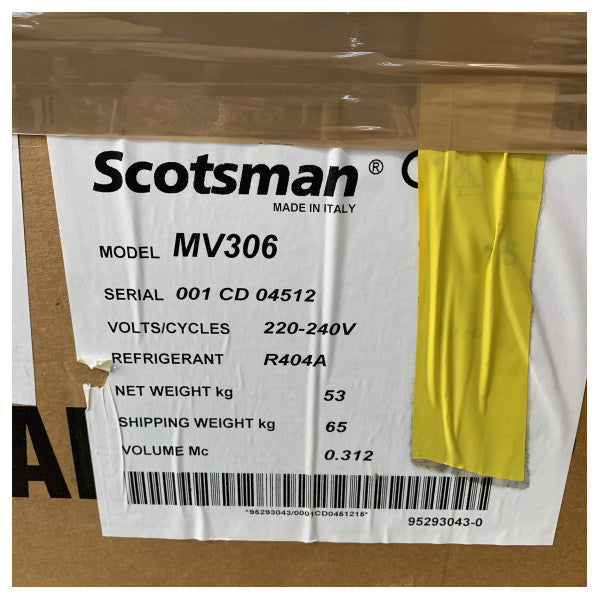 Scotsman ®
MADE IN ITALY
MODEL MV306
SERIAL 001 CD 04512
VOLTS/CYCLES 220-240V
REFRIGERANT R404A
NET WEIGHT kg 53
SHIPPING WEIGHT kg 65
VOLUME Mc 0.312
"95293043/0001CD0451215"
95293043-0